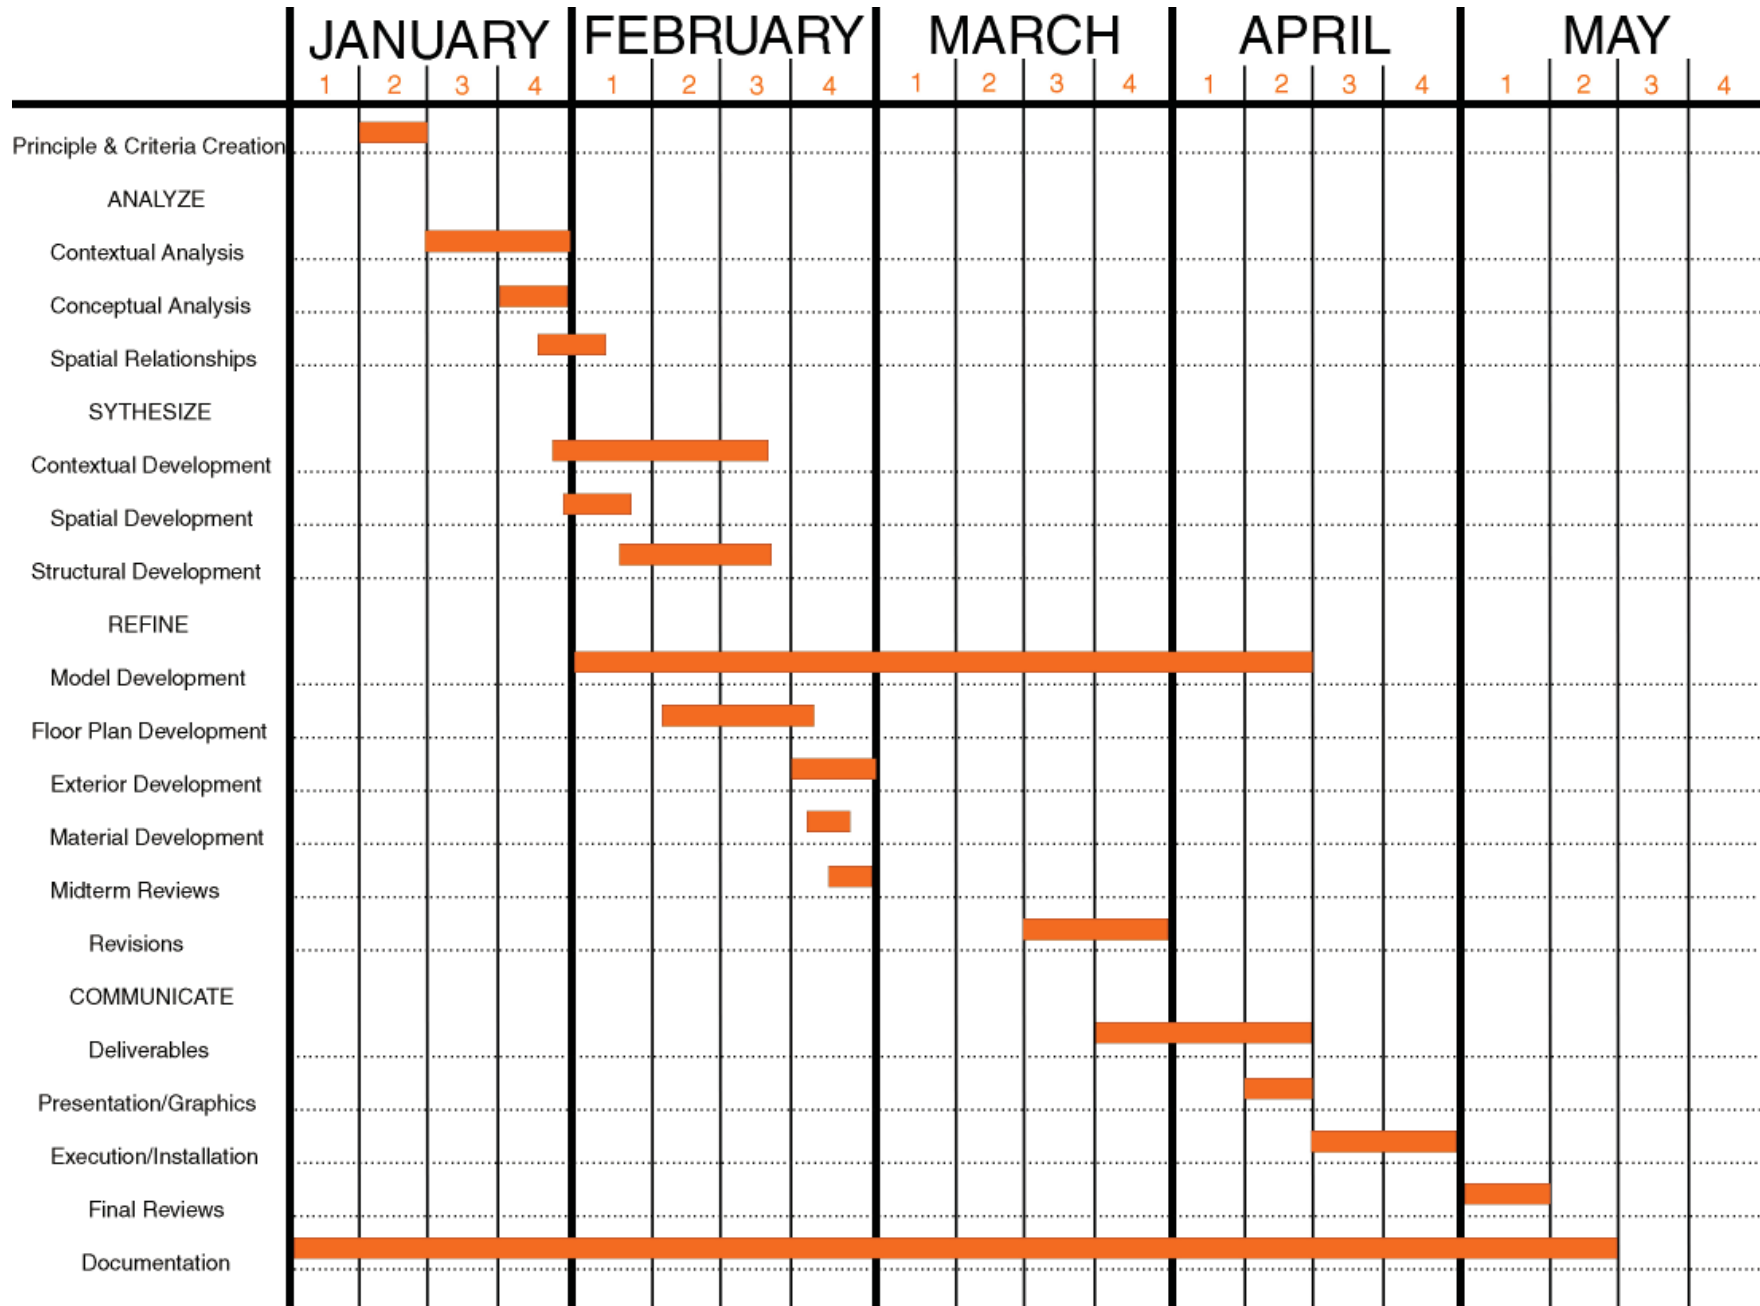 JANUARY FEBRUARY MARCH APRIL MAY
1 2 3 4 1 2 3 4 1 2 3 4 1 2 3 4 1 2 3 4
Principle & Criteria Creation
ANALYZE
Contextual Analysis
Conceptual Analysis
Spatial Relationships
SYTHESIZE
Contextual Development
Spatial Development
Structural Development
REFINE
Model Development
Floor Plan Development
Exterior Development
Material Development
Midterm Reviews
Revisions
COMMUNICATE
Deliverables
Presentation/Graphics
Execution/Installation
Final Reviews
Documentation